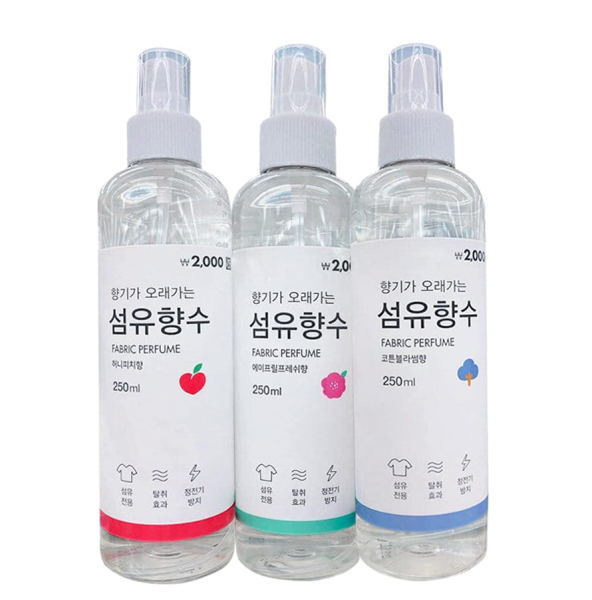 ₩2,000
향기가 오래가는
섬유향수
FABRIC PERFUME
허니피치향
250ml
섬유
전용
탈취
효과
정전기
방지
향기가 오래가는
섬유향수
FABRIC PERFUME
에이프릴프레쉬향
250ml
섬유
전용
탈취
효과
정전기
방지
₩2,000
향기가 오래가는
섬유향수
FABRIC PERFUME
코튼블라썸향
250ml
섬유
전용
탈취
효과
정전기
방지